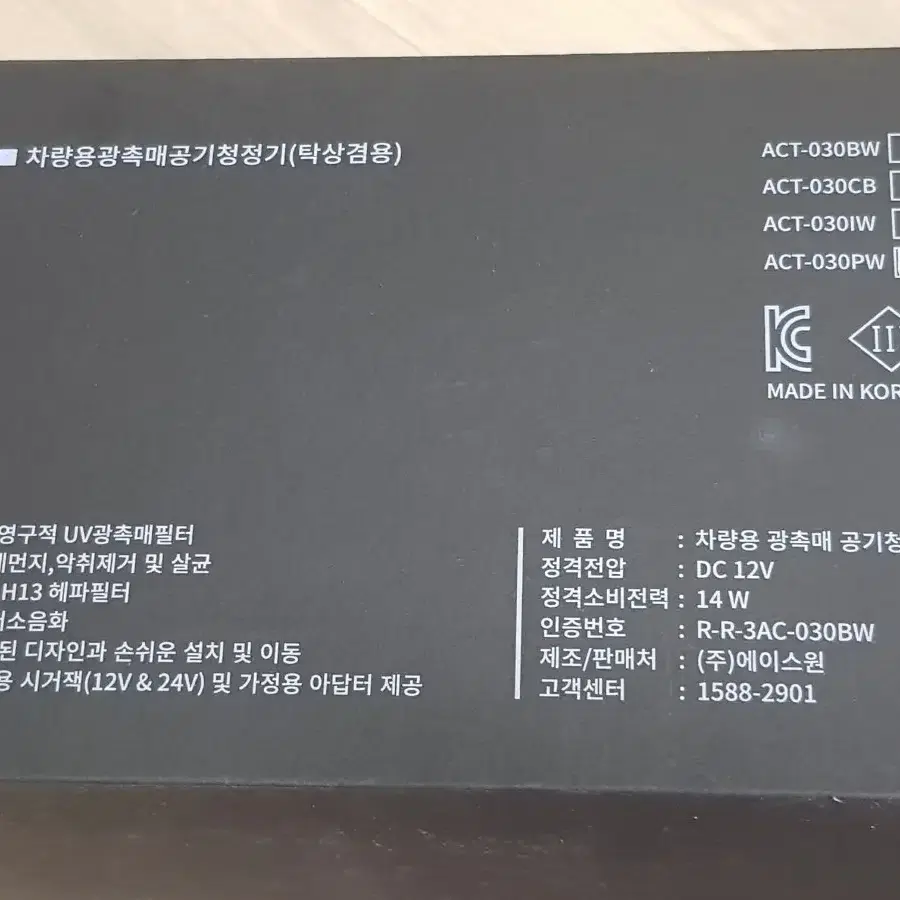 차량용광촉매공기청정기(탁상겸용)
ACT-030BW
ACT-030CB
ACT-030IW
ACT-030PW
MADE IN KOR
영구적 UV광촉매필터
세먼지,악취제거 및 살균
H13 헤파필터
저소음화
된 디자인과 손쉬운 설치 및 이동
용 시거잭(12V & 24V) 및 가정용 아답터 제공
제 품 명 : 차량용 광촉매 공기청
정격전압 : DC 12V
정격소비전력 : 14 W
인증번호 : R-R-3AC-030BW
제조/판매처 : (주)에이스원
고객센터 : 1588-2901